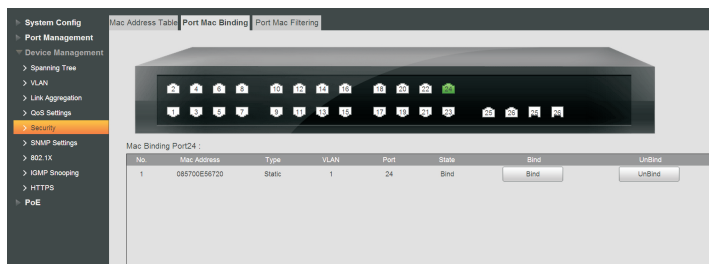 System Config
Port Management
Device Management
Spanning Tree
VLAN
Link Aggregation
QoS Settings
Security
SNMP Settings
802.1X
IGMP Snooping
HTTPS
PoE
Mac Address Table Port Mac Binding Port Mac Filtering
2 4 6 8 10 12 14 16 18 20 22 24
1 3 5 7 9 11 13 15 17 19 21 23 25 26 25 26
Mac Binding Port24 :
No. Mac Address Type VLAN Port State Bind UnBind
1 085700E56720 Static 1 24 Bind Bind UnBind